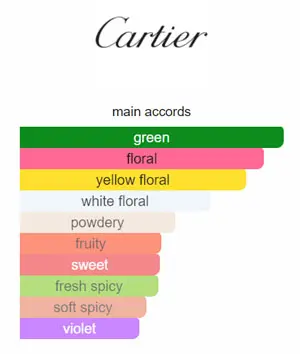 Cartier
main accords
green
floral
yellow floral
white floral
powdery
fruity
sweet
fresh spicy
soft spicy
violet